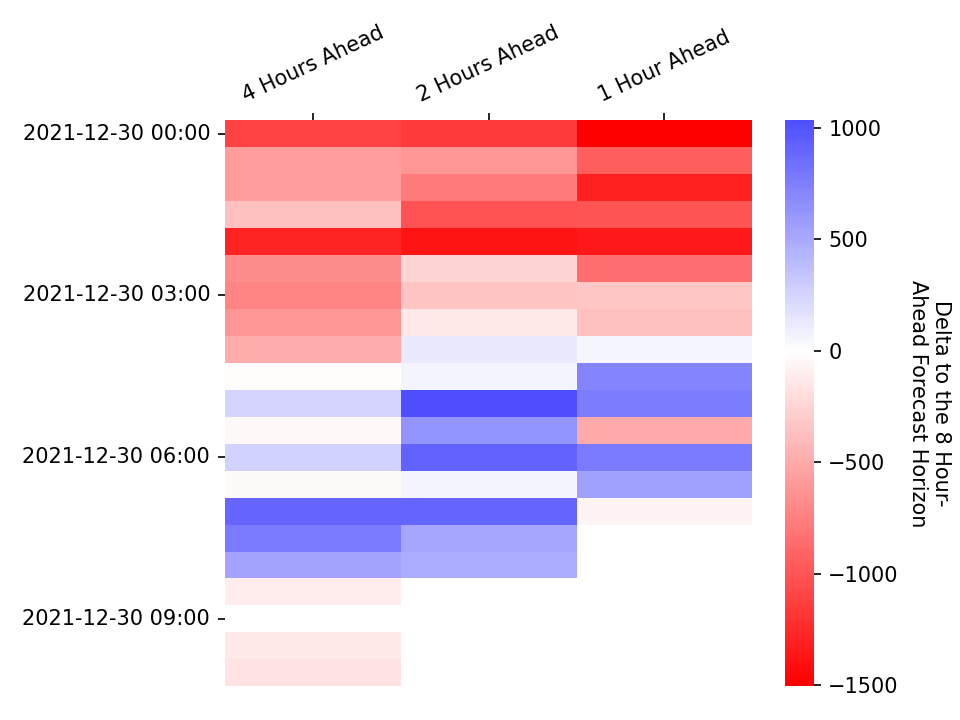 4 Hours Ahead
2 Hours Ahead
1 Hour Ahead
2021-12-30 00:00
2021-12-30 03:00
2021-12-30 06:00
2021-12-30 09:00
1000
500
0
−500
−1000
−1500
Delta to the 8 Hour-
Ahead Forecast Horizon